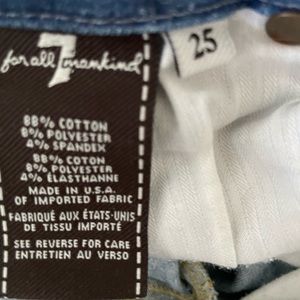 for all 7 mankind
25
88% COTTON
8% POLYESTER
4% SPANDEX
88% COTON
8% POLYESTER
4% ÉLASTHANNE
MADE IN U.S.A.
OF IMPORTED FABRIC
FABRIQUÉ AUX ÉTATS-UNIS
DE TISSU IMPORTÉ
SEE REVERSE FOR CARE
ENTRETIEN AU VERSO